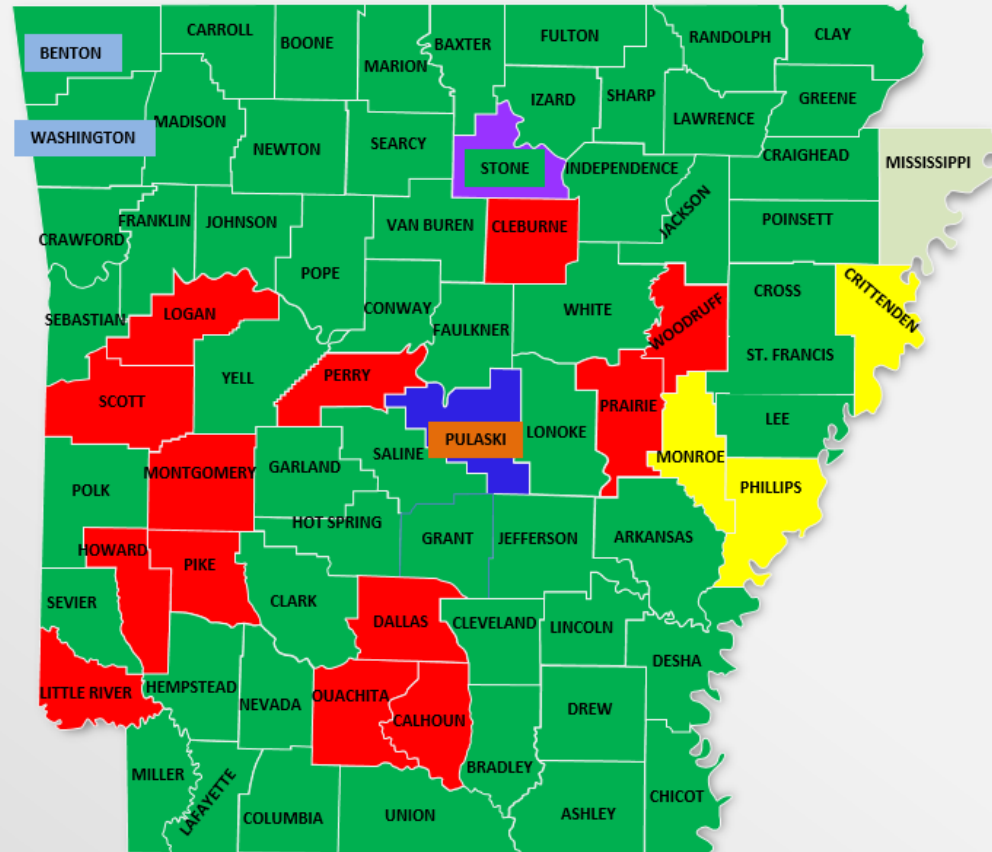 BENTON
CARROLL
BOONE
MARION
BAXTER
FULTON
RANDOLPH
CLAY
WASHINGTON
MADISON
NEWTON
SEARCY
STONE
IZARD
SHARP
LAWRENCE
GREENE
INDEPENDENCE
CRAIGHEAD
MISSISSIPPI
CRAWFORD
FRANKLIN
JOHNSON
POPE
VAN BUREN
CLEBURNE
JACKSON
POINSETT
SEBASTIAN
LOGAN
CONWAY
FAULKNER
WHITE
WOODRUFF
CROSS
CRITTENDEN
ST. FRANCIS
SCOTT
YELL
PERRY
PULASKI
LONOKE
PRAIRIE
MONROE
LEE
PHILLIPS
POLK
MONTGOMERY
GARLAND
SALINE
HOT SPRING
GRANT
JEFFERSON
ARKANSAS
HOWARD
PIKE
SEVIER
CLARK
DALLAS
CLEVELAND
LINCOLN
DESHA
LITTLE RIVER
HEMPSTEAD
NEVADA
OUACHITA
CALHOUN
DREW
BRADLEY
MILLER
LAFAYETTE
COLUMBIA
UNION
ASHLEY
CHICOT